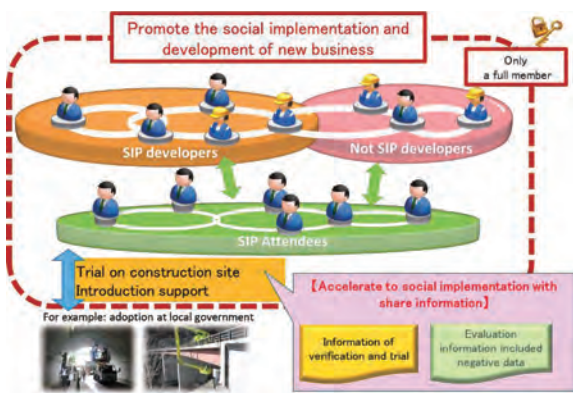 Promote the social implementation and
development of new business
Only
a full member
SIP developers
Not SIP developers
SIP Attendees
Trial on construction site
Introduction support
For example: adoption at local government
【Accelerate to social implementation with
share information】
Information of
verification and trial
Evaluation
information included
negative data